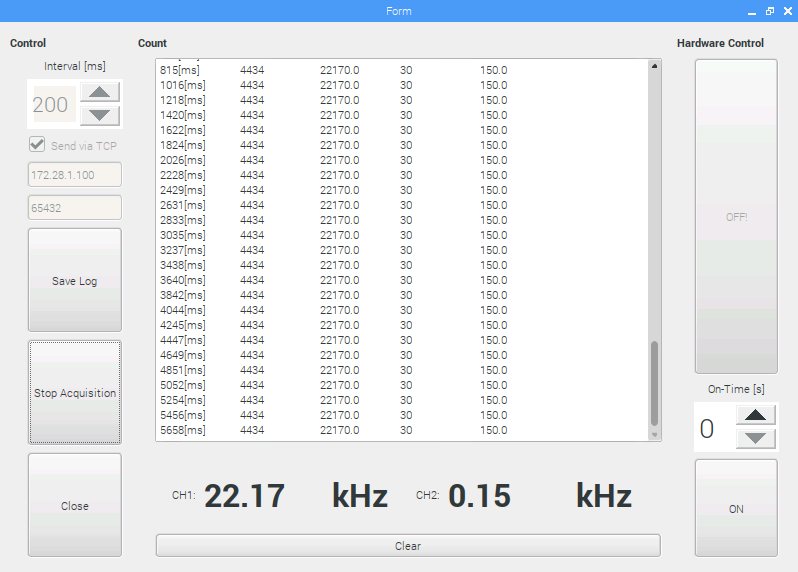 Form
Control
Count
Hardware Control
Interval [ms]
200
Send via TCP
172.28.1.100
65432
Save Log
Stop Acquisition
Close
815[ms] 4434 22170.0 30 150.0
1016[ms] 4434 22170.0 30 150.0
1218[ms] 4434 22170.0 30 150.0
1420[ms] 4434 22170.0 30 150.0
1622[ms] 4434 22170.0 30 150.0
1824[ms] 4434 22170.0 30 150.0
2026[ms] 4434 22170.0 30 150.0
2228[ms] 4434 22170.0 30 150.0
2429[ms] 4434 22170.0 30 150.0
2631[ms] 4434 22170.0 30 150.0
2833[ms] 4434 22170.0 30 150.0
3035[ms] 4434 22170.0 30 150.0
3237[ms] 4434 22170.0 30 150.0
3438[ms] 4434 22170.0 30 150.0
3640[ms] 4434 22170.0 30 150.0
3842[ms] 4434 22170.0 30 150.0
4044[ms] 4434 22170.0 30 150.0
4245[ms] 4434 22170.0 30 150.0
4447[ms] 4434 22170.0 30 150.0
4649[ms] 4434 22170.0 30 150.0
4851[ms] 4434 22170.0 30 150.0
5052[ms] 4434 22170.0 30 150.0
5254[ms] 4434 22170.0 30 150.0
5456[ms] 4434 22170.0 30 150.0
5658[ms] 4434 22170.0 30 150.0
CH1: 22.17 kHz CH2: 0.15 kHz
Clear
OFF!
On-Time [s]
0
ON